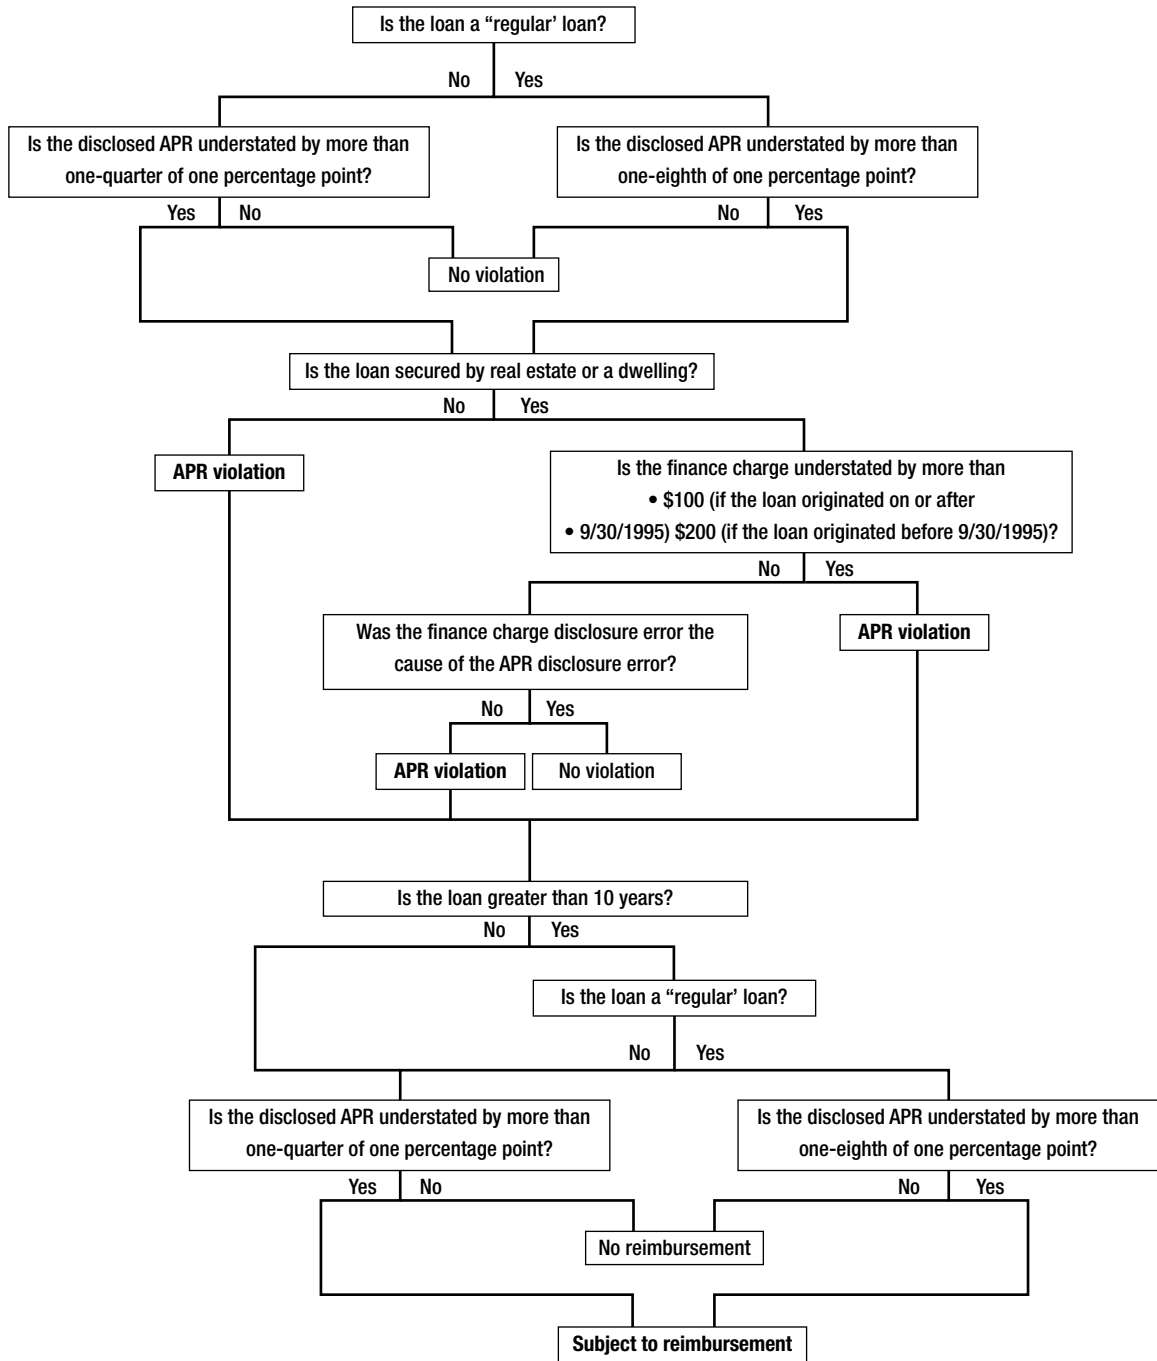 Is the loan a “regular’ loan?
No Yes
Is the disclosed APR understated by more than
one-quarter of one percentage point?
Is the disclosed APR understated by more than
one-eighth of one percentage point?
Yes No
No Yes
No violation
Is the loan secured by real estate or a dwelling?
No Yes
APR violation
Is the finance charge understated by more than
• $100 (if the loan originated on or after
• 9/30/1995) $200 (if the loan originated before 9/30/1995)?
No Yes
Was the finance charge disclosure error the
cause of the APR disclosure error?
APR violation
No Yes
APR violation
No violation
Is the loan greater than 10 years?
No Yes
Is the loan a “regular’ loan?
No Yes
Is the disclosed APR understated by more than
one-quarter of one percentage point?
Is the disclosed APR understated by more than
one-eighth of one percentage point?
Yes No
No Yes
No reimbursement
Subject to reimbursement